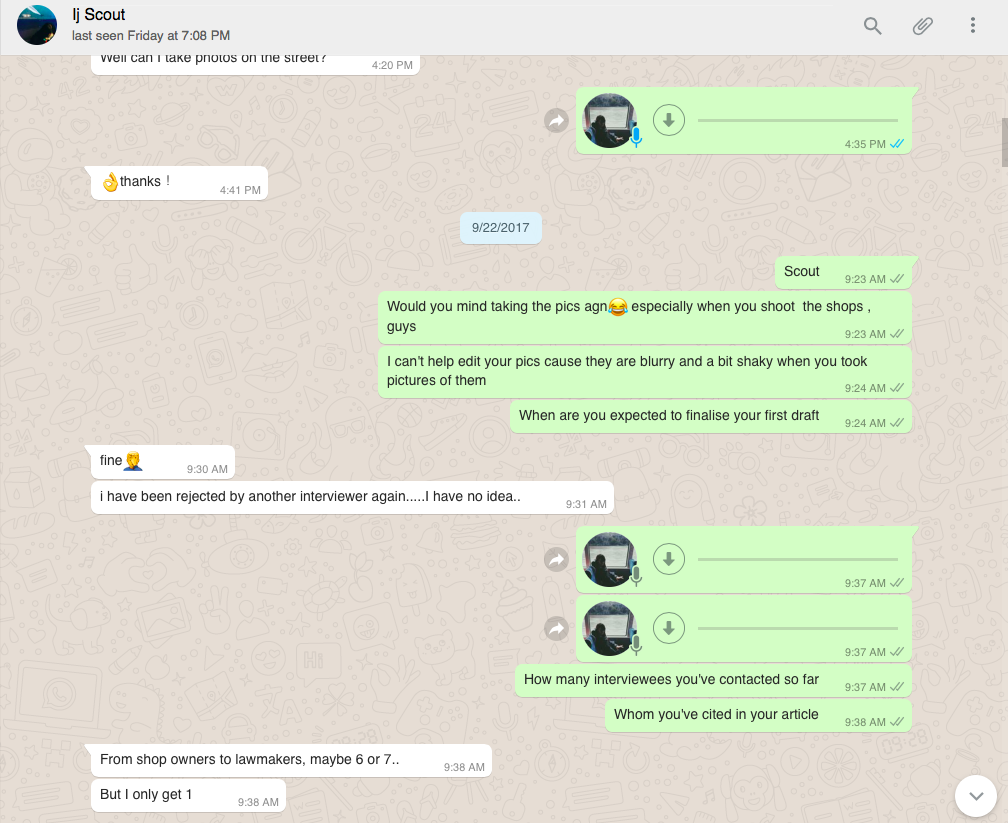 Ij Scout
last seen Friday at 7:08 PM
Well can I take photos on the street?
4:20 PM
4:35 PM
👌thanks !
4:41 PM
9/22/2017
Scout
9:23 AM
Would you mind taking the pics agn😂 especially when you shoot the shops ,
guys
9:23 AM
I can't help edit your pics cause they are blurry and a bit shaky when you took
pictures of them
9:24 AM
When are you expected to finalise your first draft
9:24 AM
fine🤦
9:30 AM
i have been rejected by another interviewer again.....I have no idea..
9:31 AM
9:37 AM
9:37 AM
How many interviewees you've contacted so far
9:37 AM
Whom you've cited in your article
9:38 AM
From shop owners to lawmakers, maybe 6 or 7..
9:38 AM
But I only get 1
9:38 AM